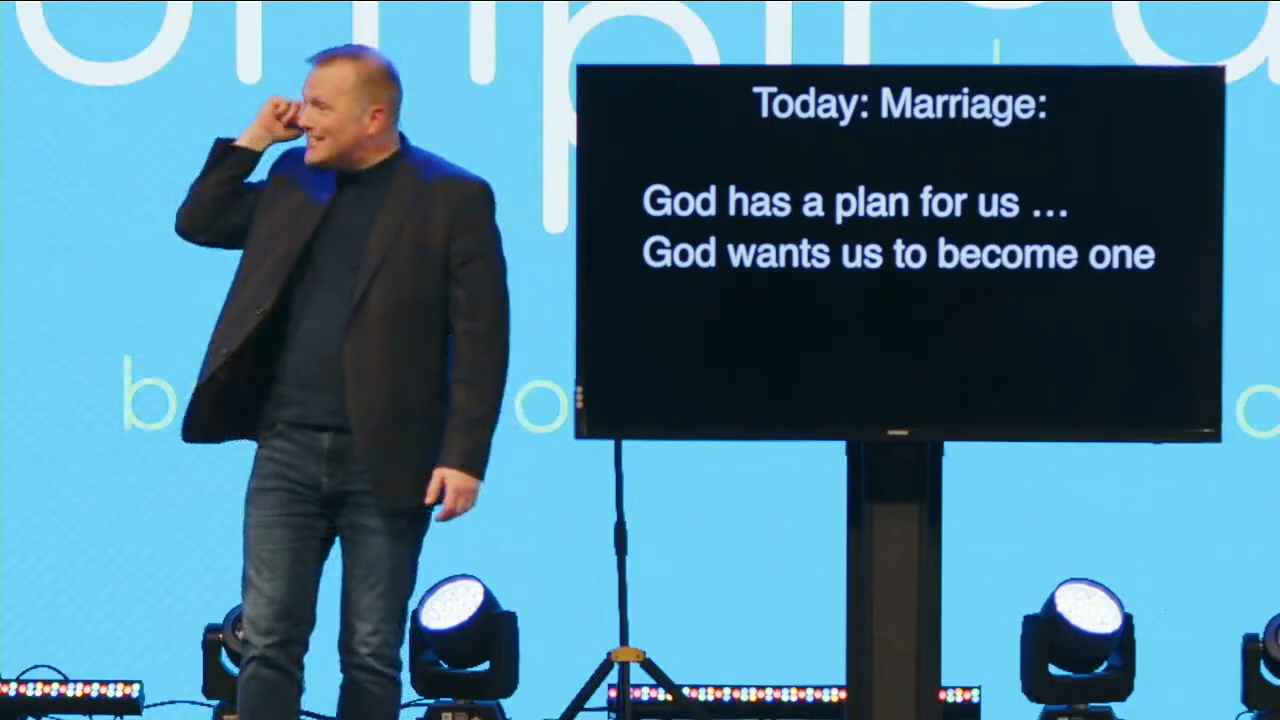 Today: Marriage:
God has a plan for us ...
God wants us to become one